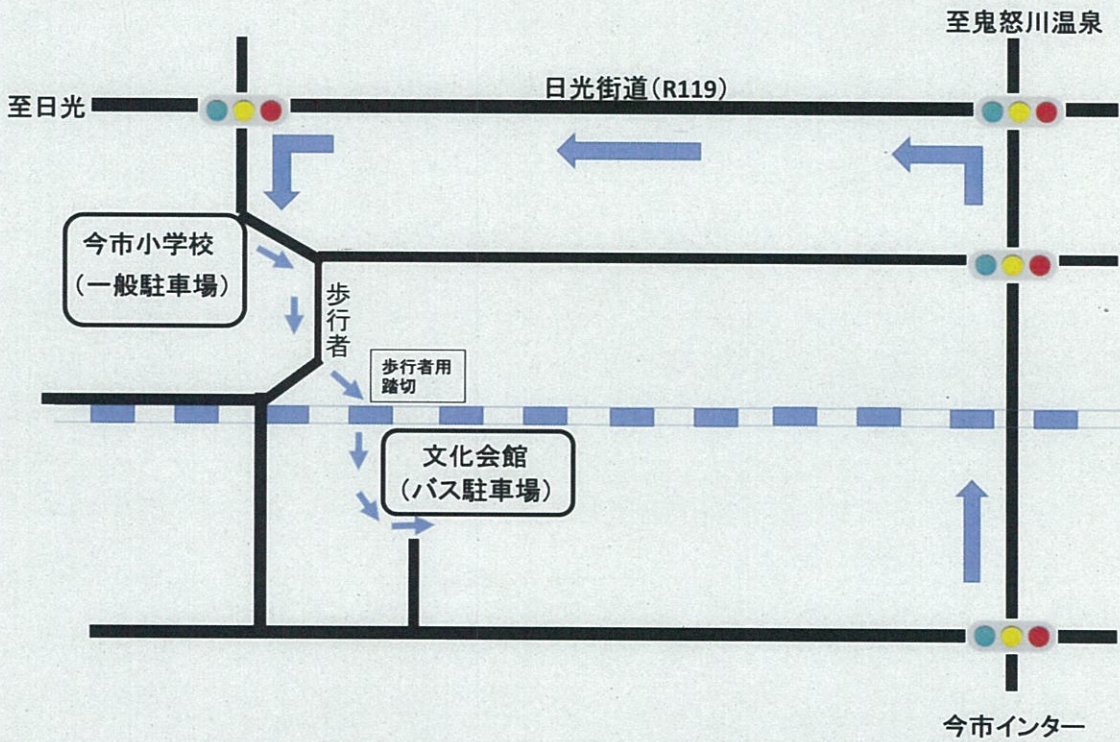 至鬼怒川温泉
至日光
日光街道（R119）
今市小学校
（一般駐車場）
歩行者
歩行者用
踏切
文化会館
（バス駐車場）
今市インター